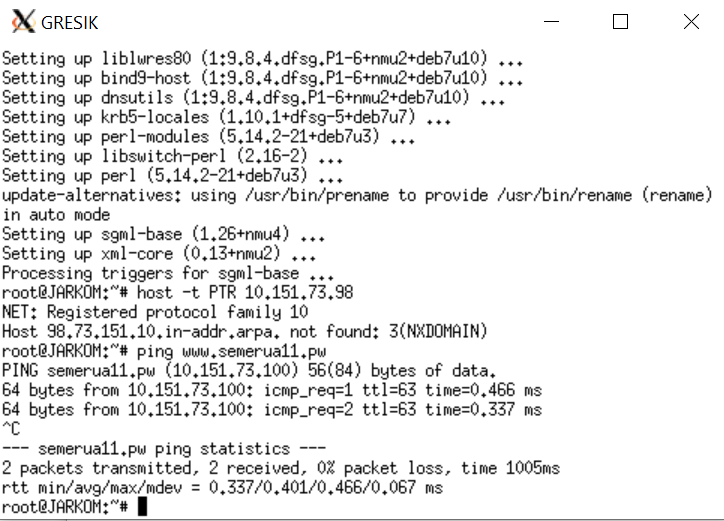 GRESIK
Setting up liblwres80 (1:9.8.4.dfsg.P1-6+nmu2+deb7u10) ...
Setting up bind9-host (1:9.8.4.dfsg.P1-6+nmu2+deb7u10) ...
Setting up dnsutils (1:9.8.4.dfsg.P1-6+nmu2+deb7u10) ...
Setting up krb5-locales (1.10.1+dfsg-5+deb7u7) ...
Setting up perl-modules (5.14.2-21+deb7u3) ...
Setting up libswitch-perl (2.16-2) ...
Setting up perl (5.14.2-21+deb7u3) ...
update-alternatives: using /usr/bin/prename to provide /usr/bin/rename (rename)
in auto mode
Setting up sgml-base (1.26+nmu4) ...
Setting up xml-core (0.13+nmu2) ...
Processing triggers for sgml-base ...
root@JARKOM:~# host -t PTR 10.151.73.98
NET: Registered protocol family 10
Host 98.73.151.10.in-addr.arpa. not found: 3(NXDOMAIN)
root@JARKOM:~# ping www.semerua11.pw
PING semerua11.pw (10.151.73.100) 56(84) bytes of data.
64 bytes from 10.151.73.100: icmp_req=1 ttl=63 time=0.466 ms
64 bytes from 10.151.73.100: icmp_req=2 ttl=63 time=0.337 ms
^C
--- semerua11.pw ping statistics ---
2 packets transmitted, 2 received, 0% packet loss, time 1005ms
rtt min/avg/max/mdev = 0.337/0.401/0.466/0.067 ms
root@JARKOM:~#